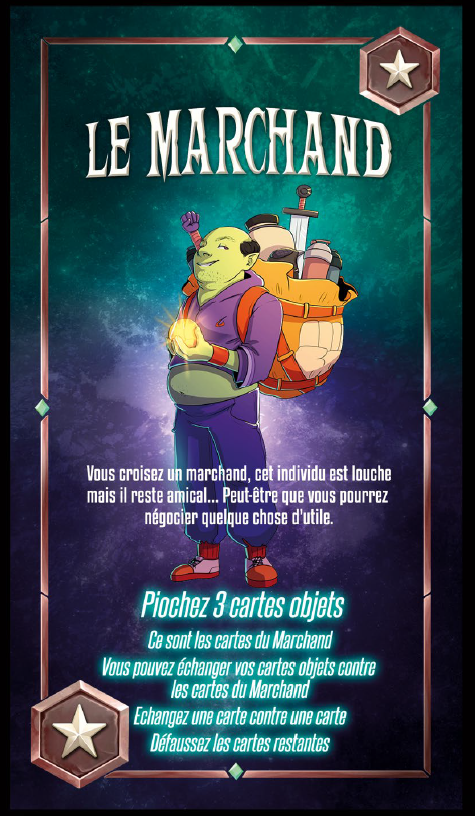 LE MARCHAND
Vous croisez un marchand, cet individu est louche
mais il reste amical... Peut-être que vous pourrez
négocier quelque chose d'utile.
Piochez 3 cartes objets
Ce sont les cartes du Marchand
Vous pouvez échanger vos cartes objets contre
les cartes du Marchand
Echangez une carte contre une carte
Défaussez les cartes restantes